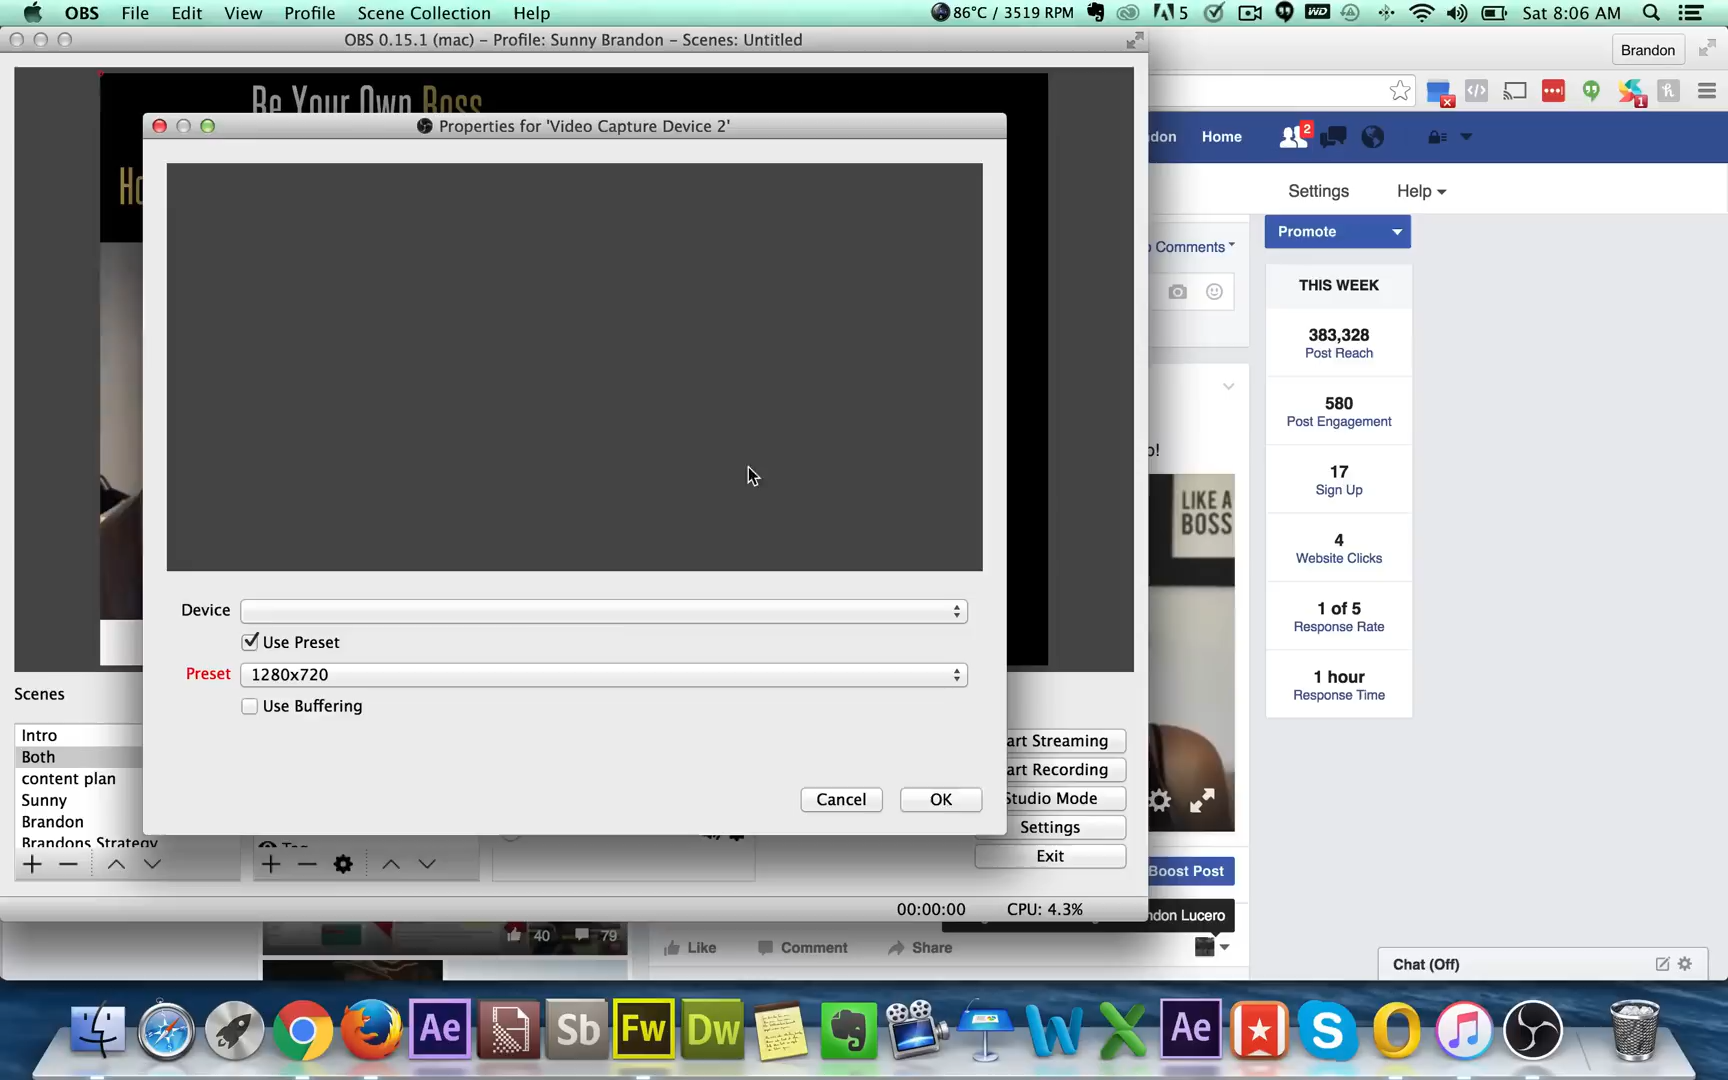 OBS File Edit View Profile Scene Collection Help
86°C / 3519 RPM 5 WD Sat 8:06 AM
OBS 0.15.1 (mac) – Profile: Sunny Brandon – Scenes: Untitled
Brandon
Be Your Own Boss
Properties for 'Video Capture Device 2'
1
Home 2
Settings Help
Comments
Promote
THIS WEEK
383,328
Post Reach
580
Post Engagement
17
Sign Up
4
Website Clicks
1 of 5
Response Rate
1 hour
Response Time
LIKE A
BOSS
Device
Use Preset
Preset 1280x720
Use Buffering
Cancel OK
Scenes
Intro
Both
content plan
Sunny
Brandon
Brandons Strategy
art Streaming
art Recording
Studio Mode
Settings
Exit
Boost Post
00:00:00 CPU: 4.3%
ndon Lucero
40 79
Like Comment Share
Chat (Off)
Ae Sb Fw Dw W X Ae S O